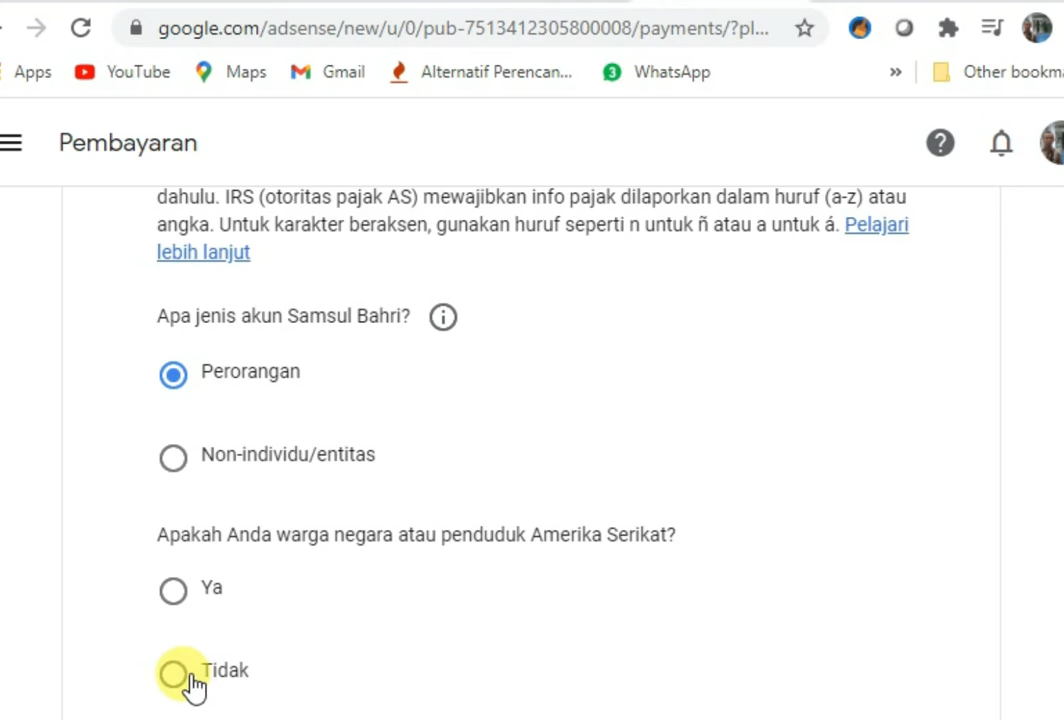 google.com/adsense/new/u/0/pub-7513412305800008/payments/?pl...
Apps YouTube Maps Gmail Alternatif Perencan... 3 WhatsApp » Other bookma
Pembayaran
dahulu. IRS (otoritas pajak AS) mewajibkan info pajak dilaporkan dalam huruf (a-z) atau
angka. Untuk karakter beraksen, gunakan huruf seperti n untuk ñ atau a untuk á. Pelajari
lebih lanjut
Apa jenis akun Samsul Bahri?
Perorangan
Non-individu/entitas
Apakah Anda warga negara atau penduduk Amerika Serikat?
Ya
Tidak